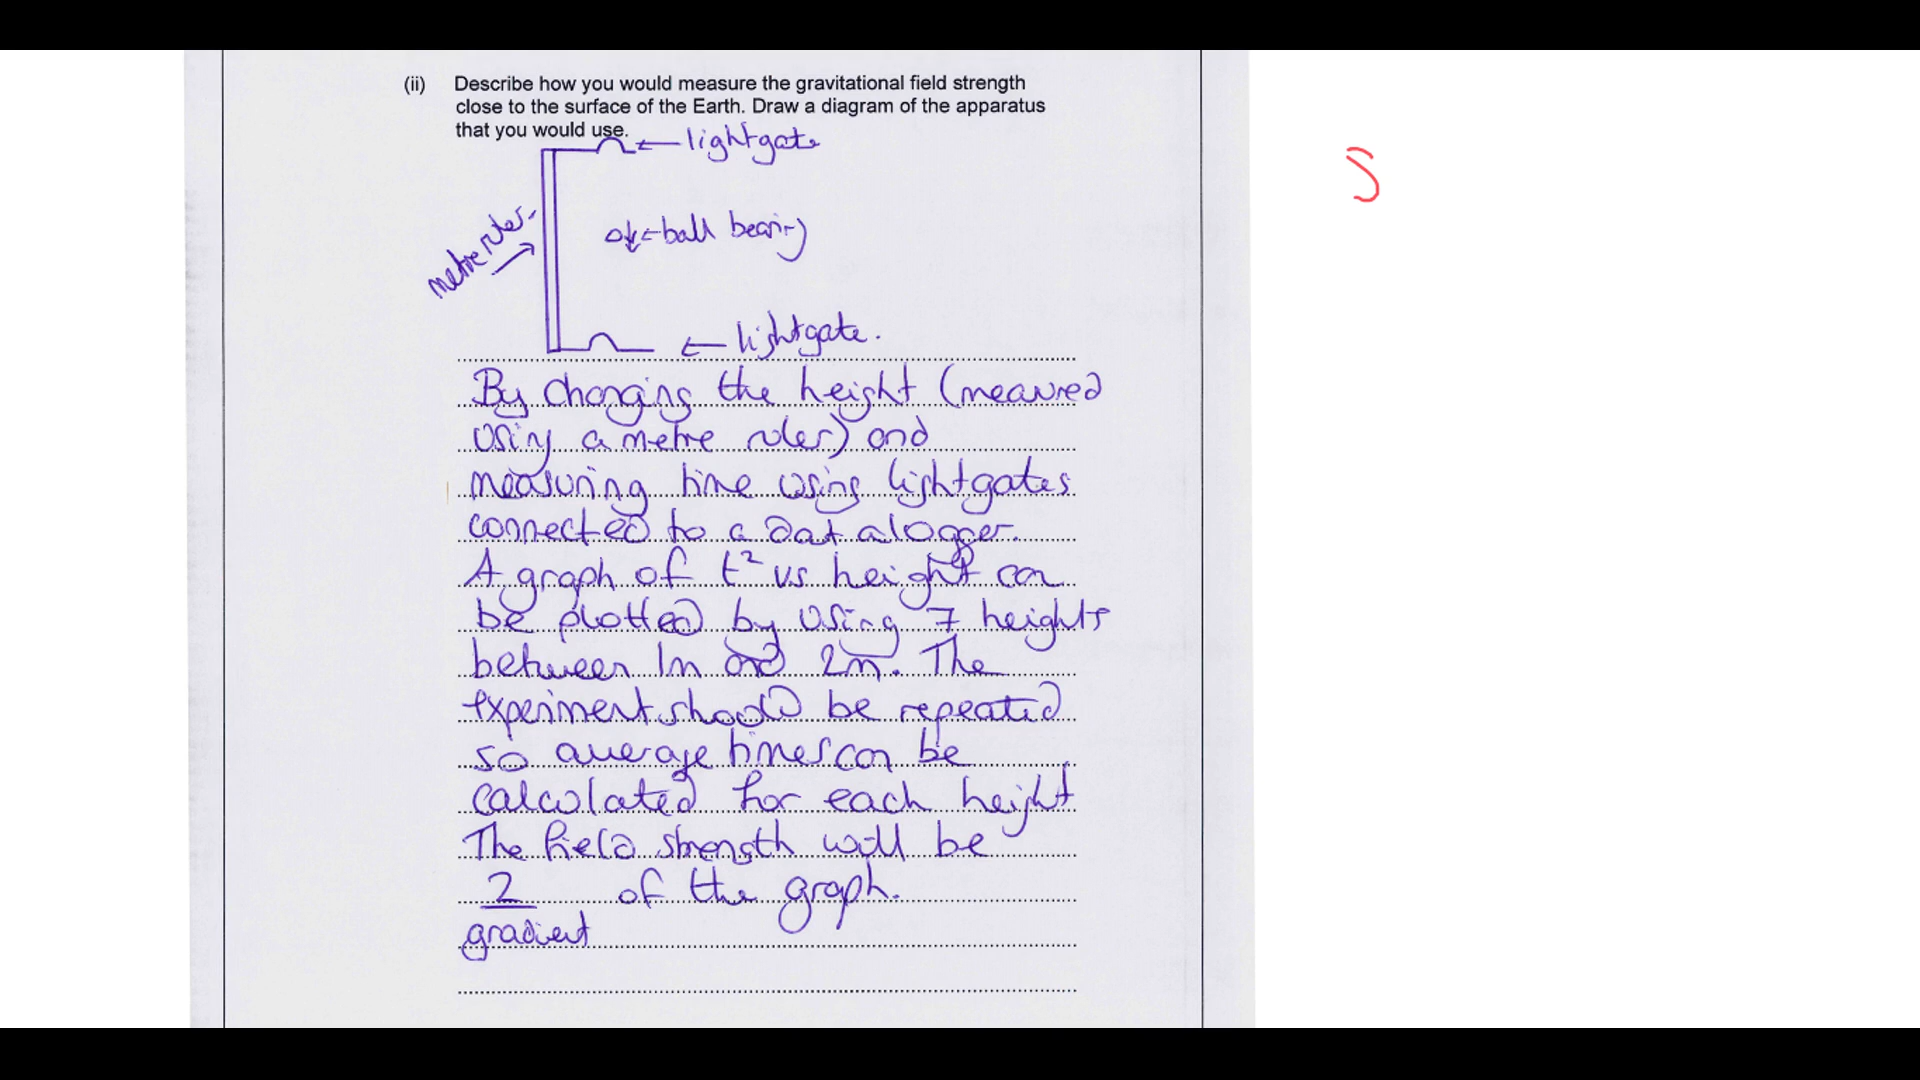 (ii) Describe how you would measure the gravitational field strength
close to the surface of the Earth. Draw a diagram of the apparatus
that you would use.
lightgate
metre ruler
ball bearing
lightgate.
By changing the height (measured
using a metre ruler) and
measuring time using lightgates
connected to a datalogger.
A graph of t² vs height can
be plotted by using 7 heights
between 1m and 2m. The
experiment should be repeated
so average times can be
calculated for each height
The field strength will be
2 of the graph.
gradient